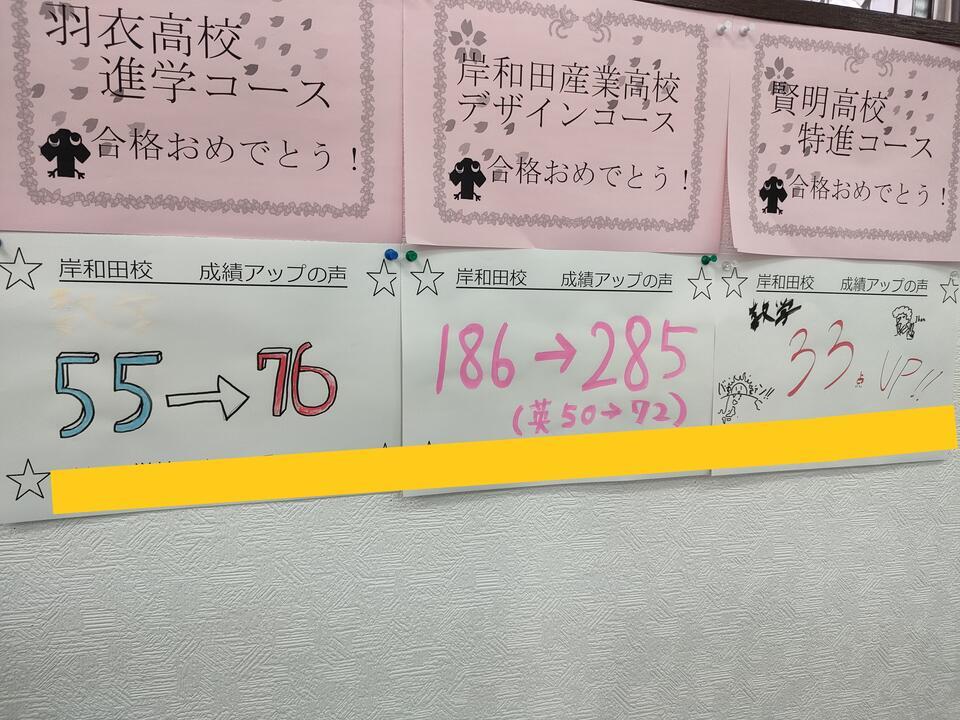 羽衣高校
進学コース
合格おめでとう！
岸和田産業高校
デザインコース
合格おめでとう！
賢明高校
特進コース
合格おめでとう！
岸和田校 成績アップの声
数学
55→76
岸和田校 成績アップの声
186→285
(英50→72)
岸和田校 成績アップの声
数学
33点 UP!!